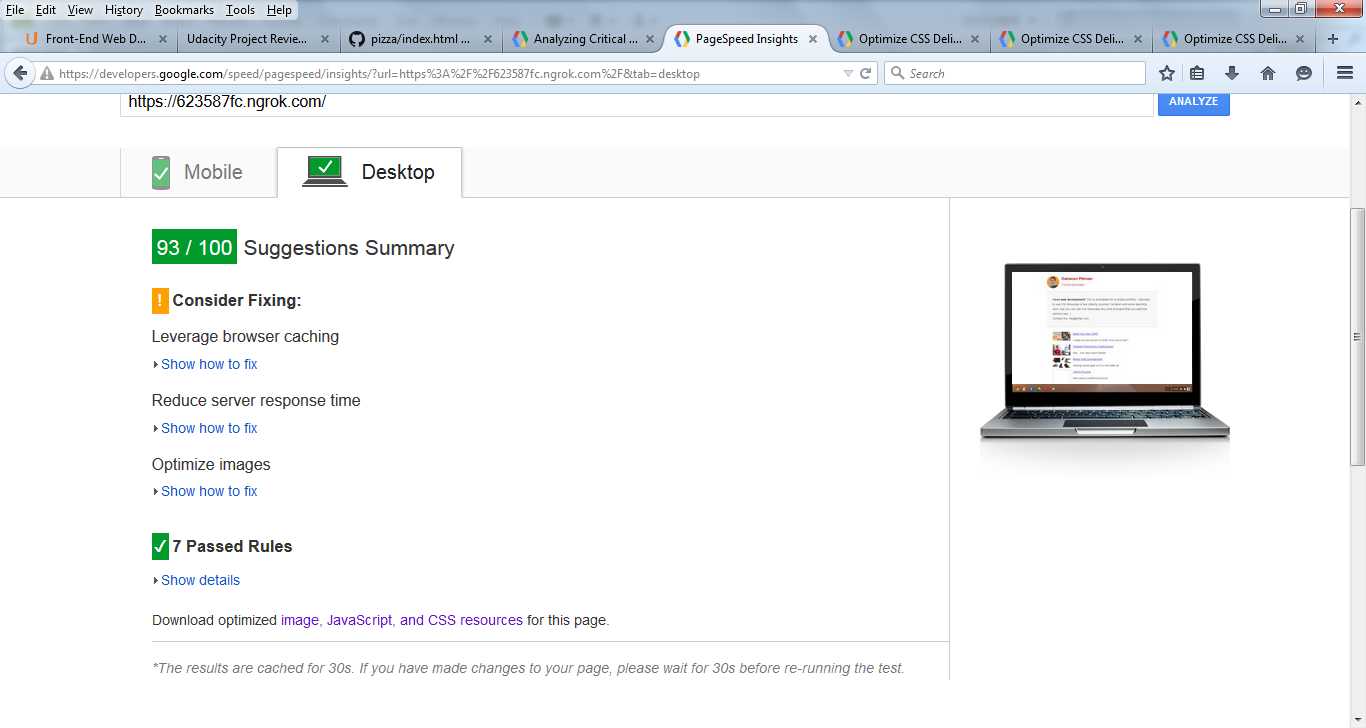 File Edit View History Bookmarks Tools Help
Front-End Web D... Udacity Project Revie... pizza/index.html ... Analyzing Critical ... PageSpeed Insights Optimize CSS Deli... Optimize CSS Deli... Optimize CSS Deli...
https://developers.google.com/speed/pagespeed/insights/?url=https%3A%2F%2F623587fc.ngrok.com%2F&tab=desktop Search
https://623587fc.ngrok.com/ ANALYZE
Mobile Desktop
93 / 100 Suggestions Summary
! Consider Fixing:
Leverage browser caching
Show how to fix
Reduce server response time
Show how to fix
Optimize images
Show how to fix
7 Passed Rules
Show details
Download optimized image, JavaScript, and CSS resources for this page.
*The results are cached for 30s. If you have made changes to your page, please wait for 30s before re-running the test.
Cameron Pittman